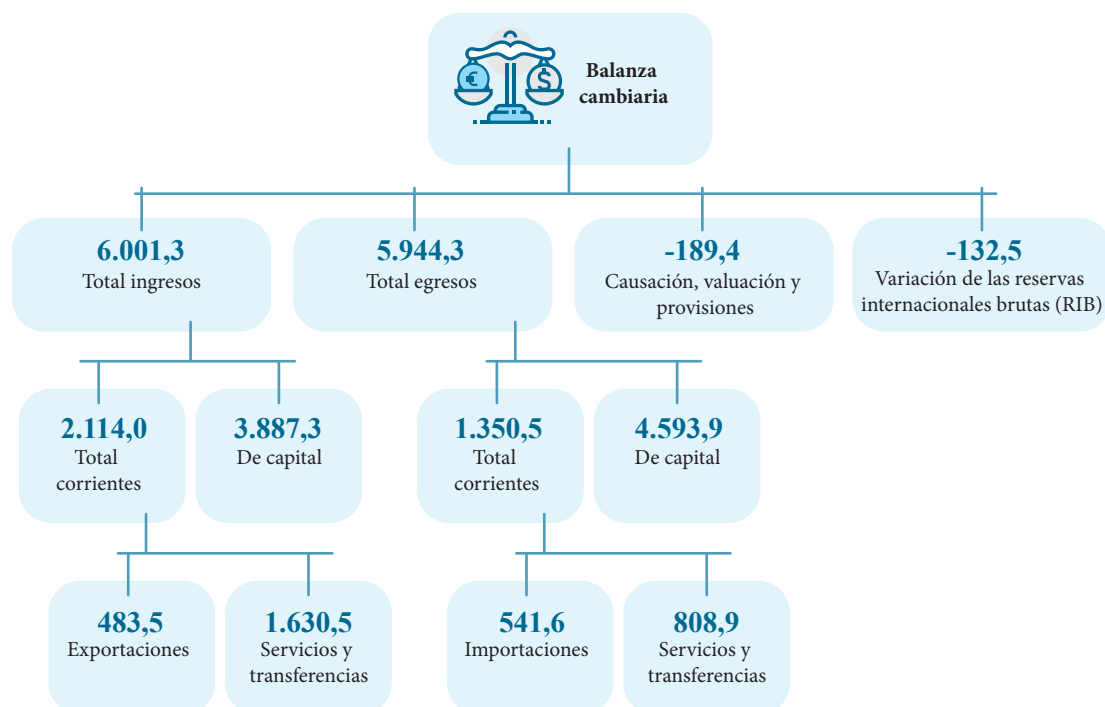 €
$
Balanza
cambiaria
6.001,3
Total ingresos
5.944,3
Total egresos
-189,4
Causación, valuación y
provisiones
-132,5
Variación de las reservas
internacionales brutas (RIB)
2.114,0
Total
corrientes
3.887,3
De capital
1.350,5
Total
corrientes
4.593,9
De capital
483,5
Exportaciones
1.630,5
Servicios y
transferencias
541,6
Importaciones
808,9
Servicios y
transferencias